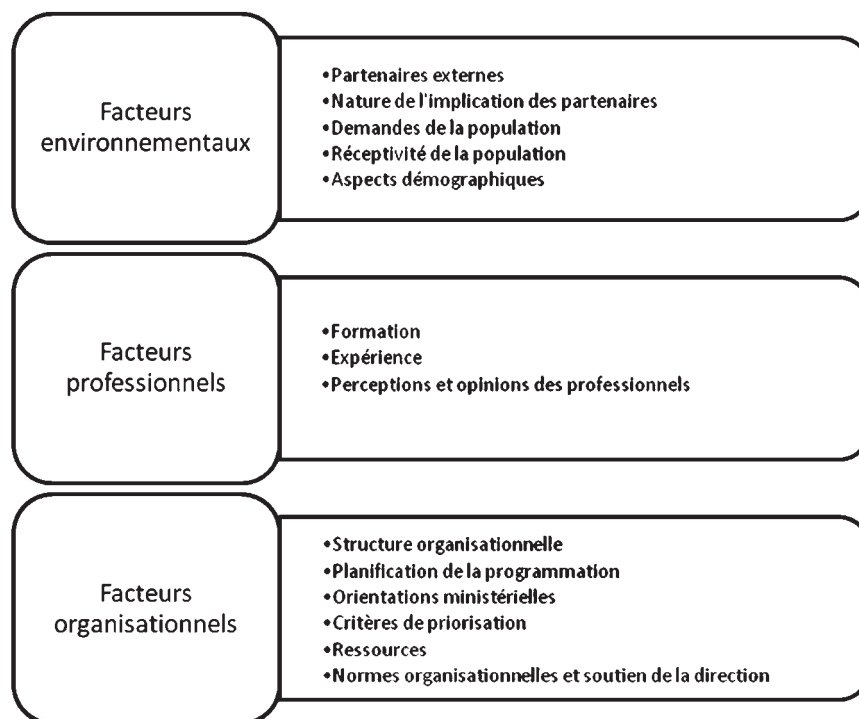 Facteurs
environnementaux
•Partenaires externes
•Nature de l'implication des partenaires
•Demandes de la population
•Réceptivité de la population
•Aspects démographiques
Facteurs
professionnels
•Formation
•Expérience
•Perceptions et opinions des professionnels
Facteurs
organisationnels
•Structure organisationnelle
•Planification de la programmation
•Orientations ministérielles
•Critères de priorisation
•Ressources
•Normes organisationnelles et soutien de la direction